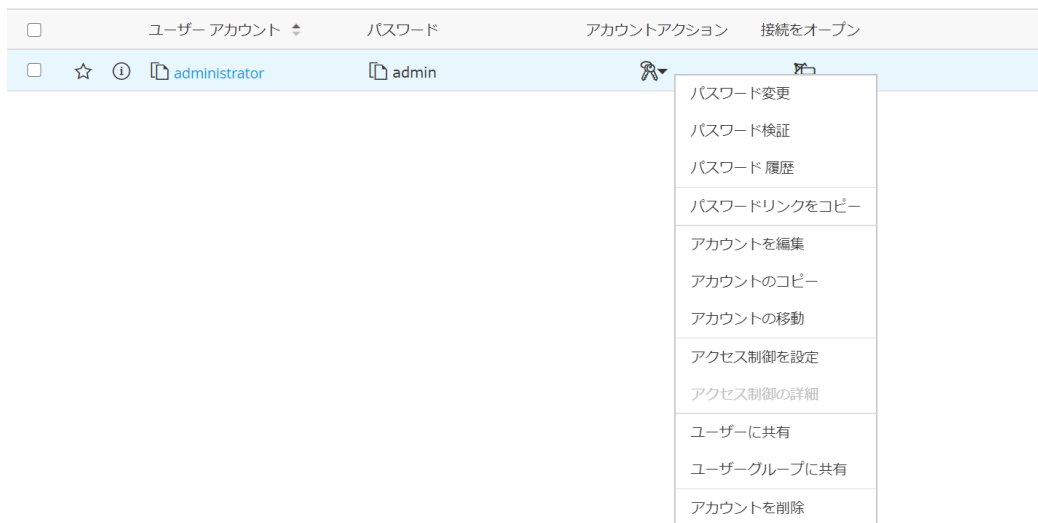 ユーザー アカウント パスワード アカウントアクション 接続をオープン
administrator admin
パスワード変更
パスワード検証
パスワード 履歴
パスワードリンクをコピー
アカウントを編集
アカウントのコピー
アカウントの移動
アクセス制御を設定
アクセス制御の詳細
ユーザーに共有
ユーザーグループに共有
アカウントを削除